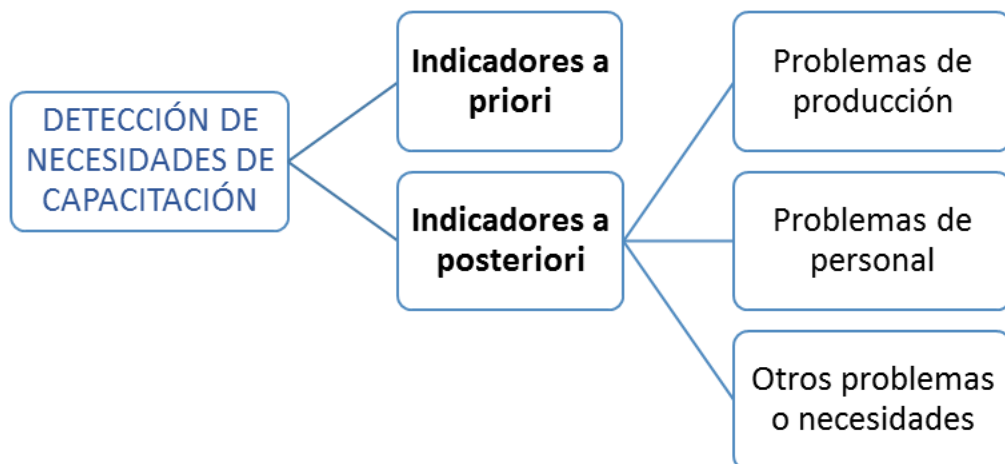 DETECCIÓN DE
NECESIDADES DE
CAPACITACIÓN
Indicadores a
priori
Indicadores a
posteriori
Problemas de
producción
Problemas de
personal
Otros problemas
o necesidades